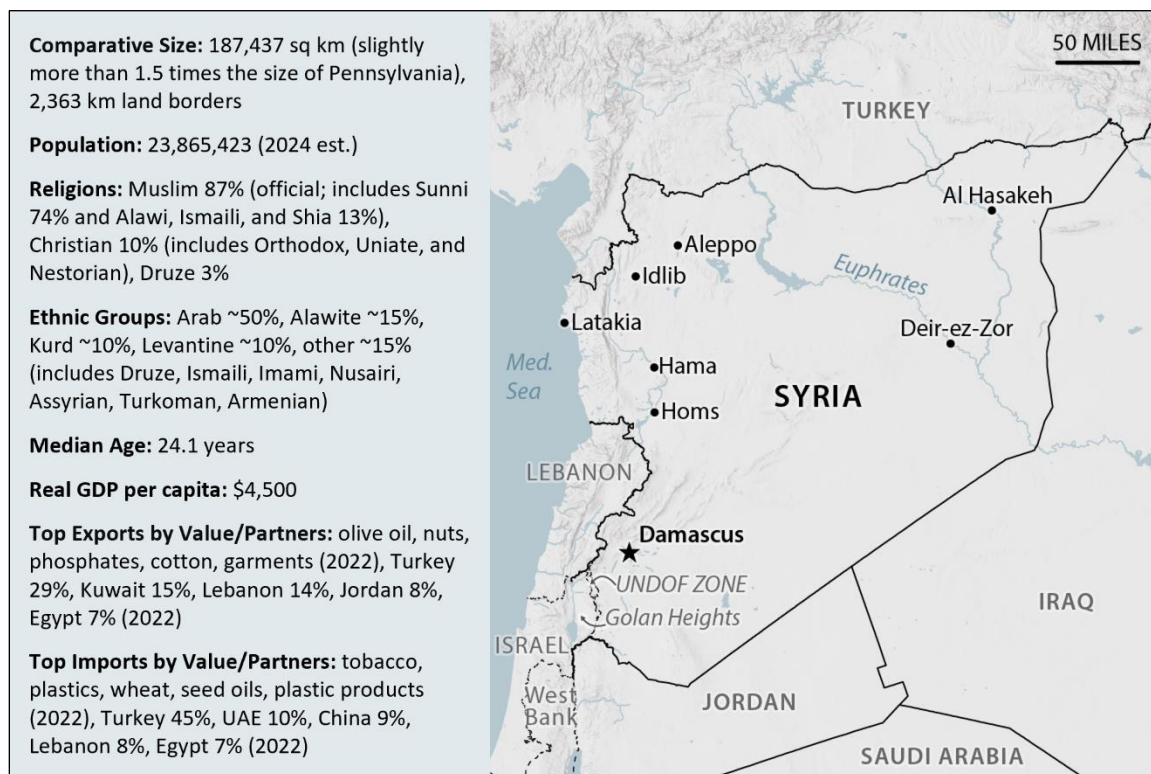 Comparative Size: 187,437 sq km (slightly
more than 1.5 times the size of Pennsylvania),
2,363 km land borders
Population: 23,865,423 (2024 est.)
Religions: Muslim 87% (official; includes Sunni
74% and Alawi, Ismaili, and Shia 13%),
Christian 10% (includes Orthodox, Uniate, and
Nestorian), Druze 3%
Ethnic Groups: Arab ~50%, Alawite ~15%,
Kurd ~10%, Levantine ~10%, other ~15%
(includes Druze, Ismaili, Imami, Nusairi,
Assyrian, Turkoman, Armenian)
Median Age: 24.1 years
Real GDP per capita: $4,500
Top Exports by Value/Partners: olive oil, nuts,
phosphates, cotton, garments (2022), Turkey
29%, Kuwait 15%, Lebanon 14%, Jordan 8%,
Egypt 7% (2022)
Top Imports by Value/Partners: tobacco,
plastics, wheat, seed oils, plastic products
(2022), Turkey 45%, UAE 10%, China 9%,
Lebanon 8%, Egypt 7% (2022)
50 MILES
TURKEY
Al Hasakeh
Aleppo
Idlib
Euphrates
Latakia
Deir-ez-Zor
Med.
Sea
Hama
SYRIA
Homs
LEBANON
Damascus
UNDOF ZONE
Golan Heights
IRAQ
ISRAEL
West
Bank
JORDAN
SAUDI ARABIA